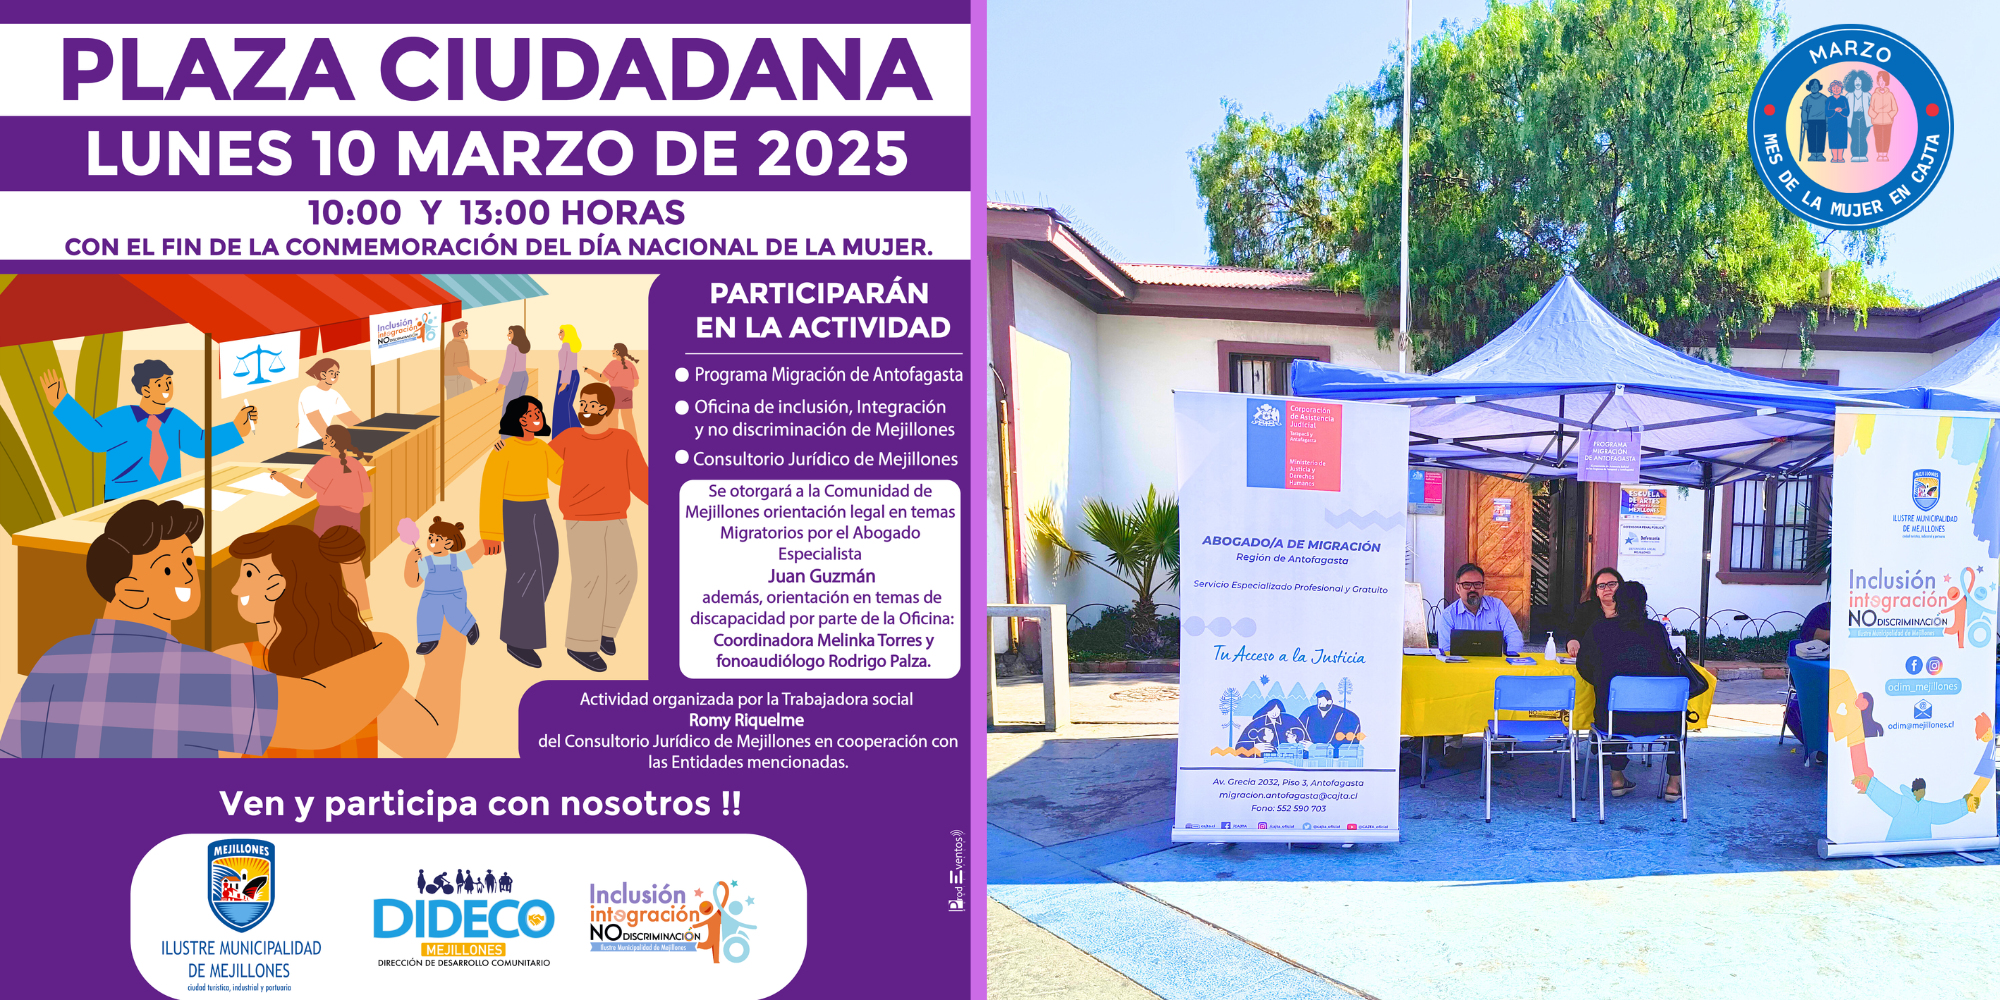 PLAZA CIUDADANA
LUNES 10 MARZO DE 2025
10:00 Y 13:00 HORAS
CON EL FIN DE LA CONMEMORACIÓN DEL DÍA NACIONAL DE LA MUJER.
Inclusión
integración
NO DISCRIMINACIÓN
PARTICIPARÁN
EN LA ACTIVIDAD
Programa Migración de Antofagasta
Oficina de inclusión, Integración
y no discriminación de Mejillones
Consultorio Jurídico de Mejillones
Se otorgará a la Comunidad de
Mejillones orientación legal en temas
Migratorios por el Abogado
Especialista
Juan Guzmán
además, orientación en temas de
discapacidad por parte de la Oficina:
Coordinadora Melinka Torres y
fonoaudiólogo Rodrigo Palza.
Actividad organizada por la Trabajadora social
Romy Riquelme
del Consultorio Jurídico de Mejillones en cooperación con
las Entidades mencionadas.
Ven y participa con nosotros !!
MEJILLONES
ILUSTRE MUNICIPALIDAD
DE MEJILLONES
ciudad turística, industrial y portuaria
DIDECO
MEJILLONES
DIRECCIÓN DE DESARROLLO COMUNITARIO
Inclusión
integración
NO DISCRIMINACIÓN
Ilustre Municipalidad de Mejillones
Prod Eventos
MARZO
MES DE LA MUJER EN CAJTA
Corporación
de Asistencia
Judicial
Tarapacá y
Antofagasta
Ministerio de
Justicia y
Derechos
Humanos
ABOGADO/A DE MIGRACIÓN
Región de Antofagasta
Servicio Especializado Profesional y Gratuito
Tu Acceso a la Justicia
Av. Grecia 2032, Piso 3, Antofagasta
migracion.antofagasta@cajta.cl
Fono: 552 590 703
PROGRAMA
MIGRACIÓN
DE ANTOFAGASTA
ESCUELA
DE ARTES
MEJILLONES
Defensoría
MEJILLONES
ILUSTRE MUNICIPALIDAD
DE MEJILLONES
Inclusión
integración
NO DISCRIMINACIÓN
Ilustre Municipalidad de Mejillones
odim_mejillones
odim@mejillones.cl